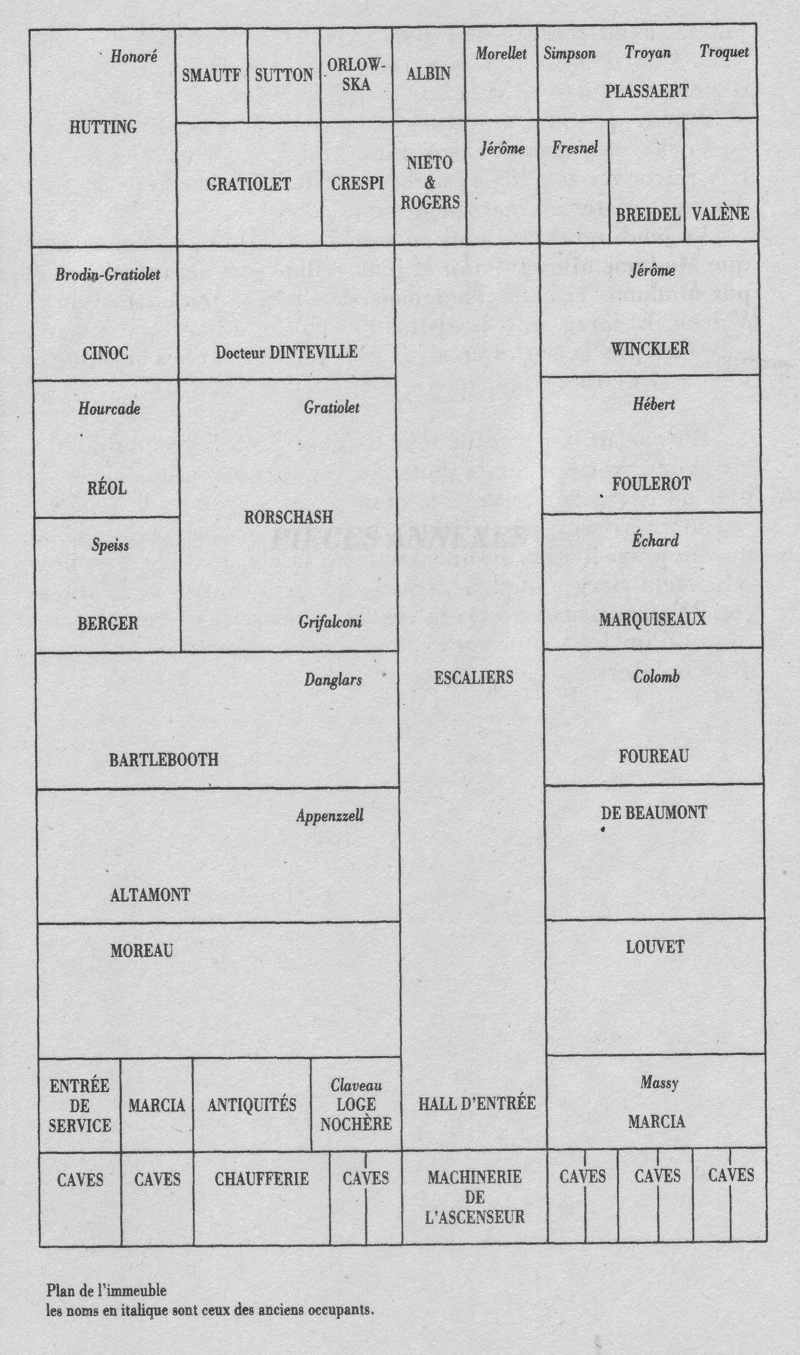 Honoré
HUTTING
SMAUTF
SUTTON
ORLOW-
SKA
ALBIN
Morellet
Simpson Troyan Troquet
PLASSAERT
GRATIOLET
CRESPI
NIETO
&
ROGERS
Jérôme
Fresnel
BREIDEL
VALÈNE
Brodin-Gratiolet
CINOC
Docteur DINTEVILLE
Jérôme
WINCKLER
Hourcade
RÉOL
Gratiolet
RORSCHASH
Grifalconi
Hébert
FOULEROT
Speiss
BERGER
Échard
MARQUISEAUX
ESCALIERS
Danglars
BARTLEBOOTH
Colomb
FOUREAU
Appenzzell
ALTAMONT
DE BEAUMONT
MOREAU
LOUVET
ENTRÉE
DE
SERVICE
MARCIA
ANTIQUITÉS
Claveau
LOGE
NOCHÈRE
HALL D'ENTRÉE
Massy
MARCIA
CAVES
CAVES
CHAUFFERIE
CAVES
MACHINERIE
DE
L'ASCENSEUR
CAVES
CAVES
CAVES
Plan de l'immeuble
les noms en italique sont ceux des anciens occupants.
PIÈCES ANNEXES